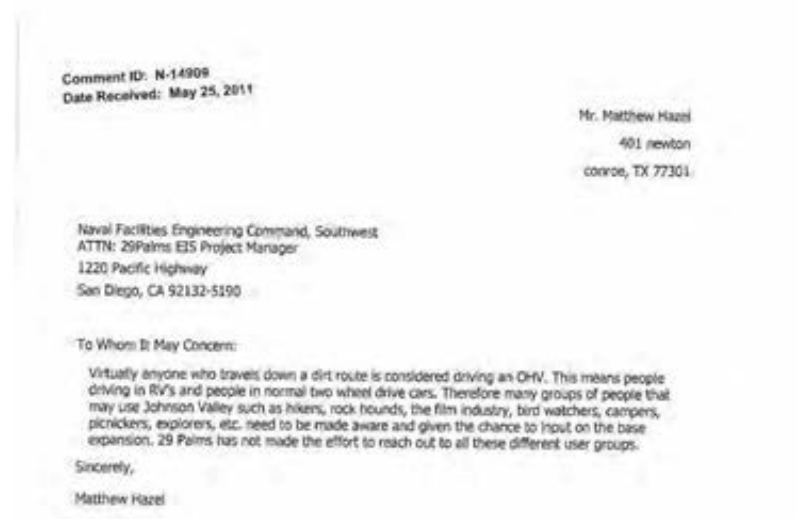 Comment ID: N-14909
Date Received: May 25, 2011
Mr. Matthew Hazel
401 newton
conroe, TX 77301
Naval Facilities Engineering Command, Southwest
ATTN: 29Palms EIS Project Manager
1220 Pacific Highway
San Diego, CA 92132-5190
To Whom It May Concern:
Virtually anyone who travels down a dirt route is considered driving an OHV. This means people
driving in RV's and people in normal two wheel drive cars. Therefore many groups of people that
may use Johnson Valley such as hikers, rock hounds, the film industry, bird watchers, campers,
picnickers, explorers, etc. need to be made aware and given the chance to input on the base
expansion. 29 Palms has not made the effort to reach out to all these different user groups.
Sincerely,
Matthew Hazel